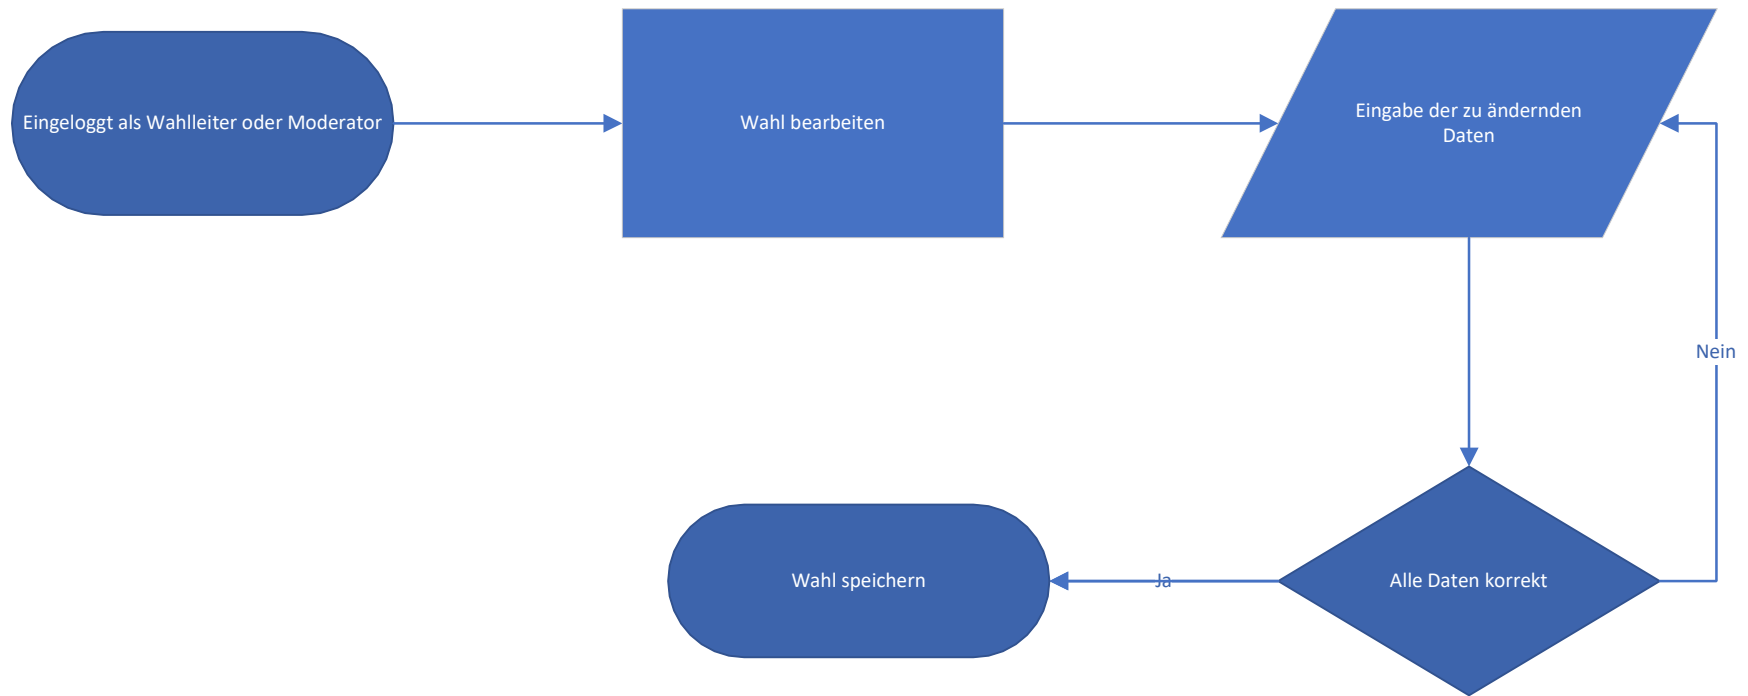 Eingeloggt als Wahlleiter oder Moderator
Wahl bearbeiten
Eingabe der zu ändernden
Daten
Nein
Alle Daten korrekt
Ja
Wahl speichern